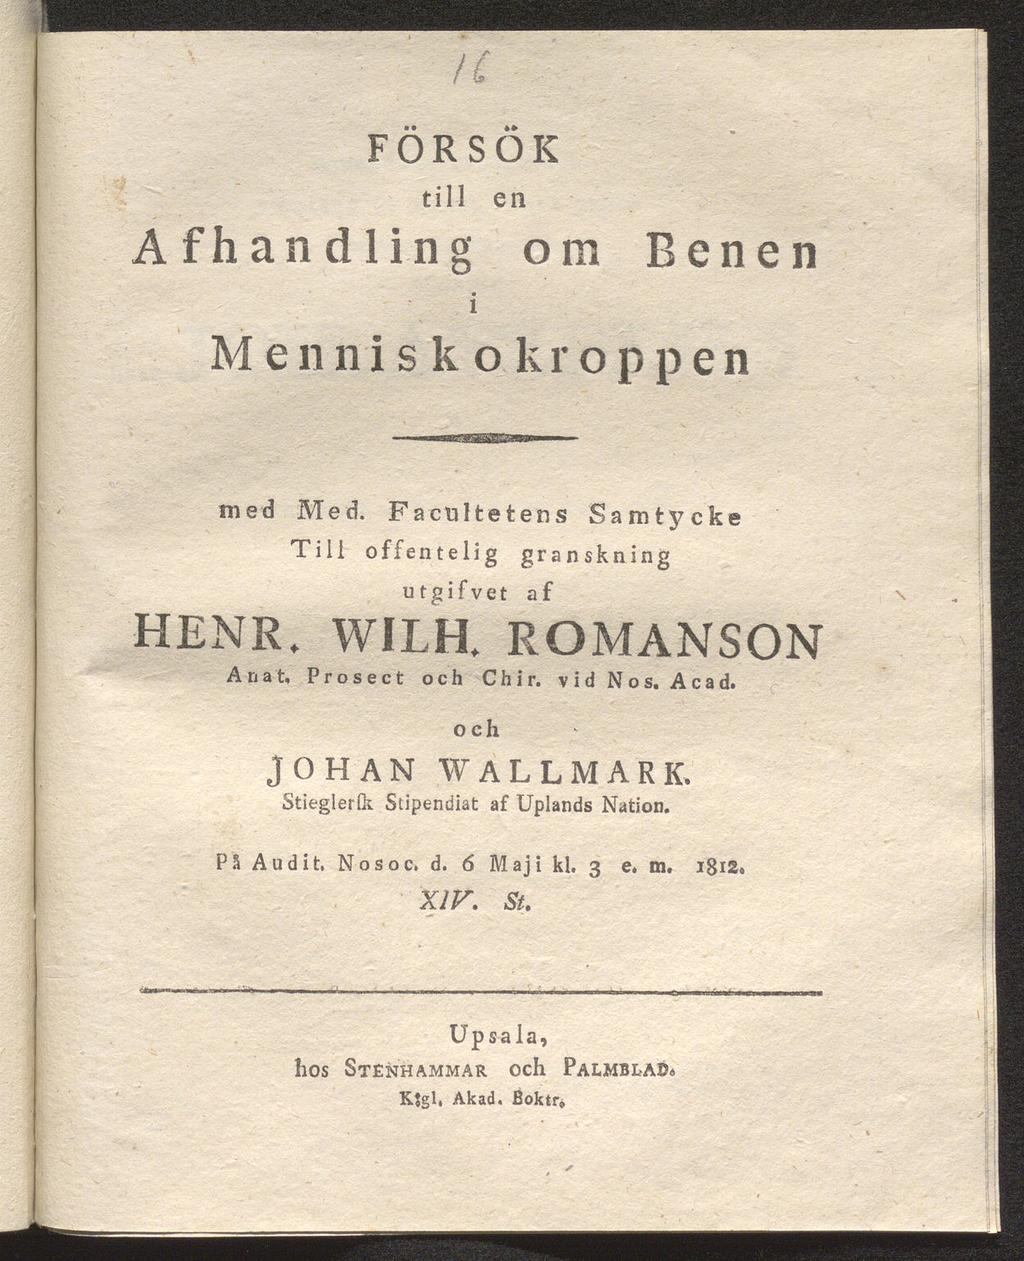 16
FÖRSÖK
till en
Afhandling om Benen
i
Menniskokroppen
med Med. Facultetens Samtycke
Till offentelig granskning
utgifvet af
HENR. WILH. ROMANSON
Anat. Prosect och Chir. vid Nos. Acad.
och
JOHAN WALLMARK.
Stieglerſk Stipendiat af Uplands Nation.
På Audit. Nosoc. d. 6 Maji kl. 3 e. m. 1812.
XIV. St.
Upsala,
hos STENHAMMAR och PALMBLAD.
K:gl. Akad. Boktr.